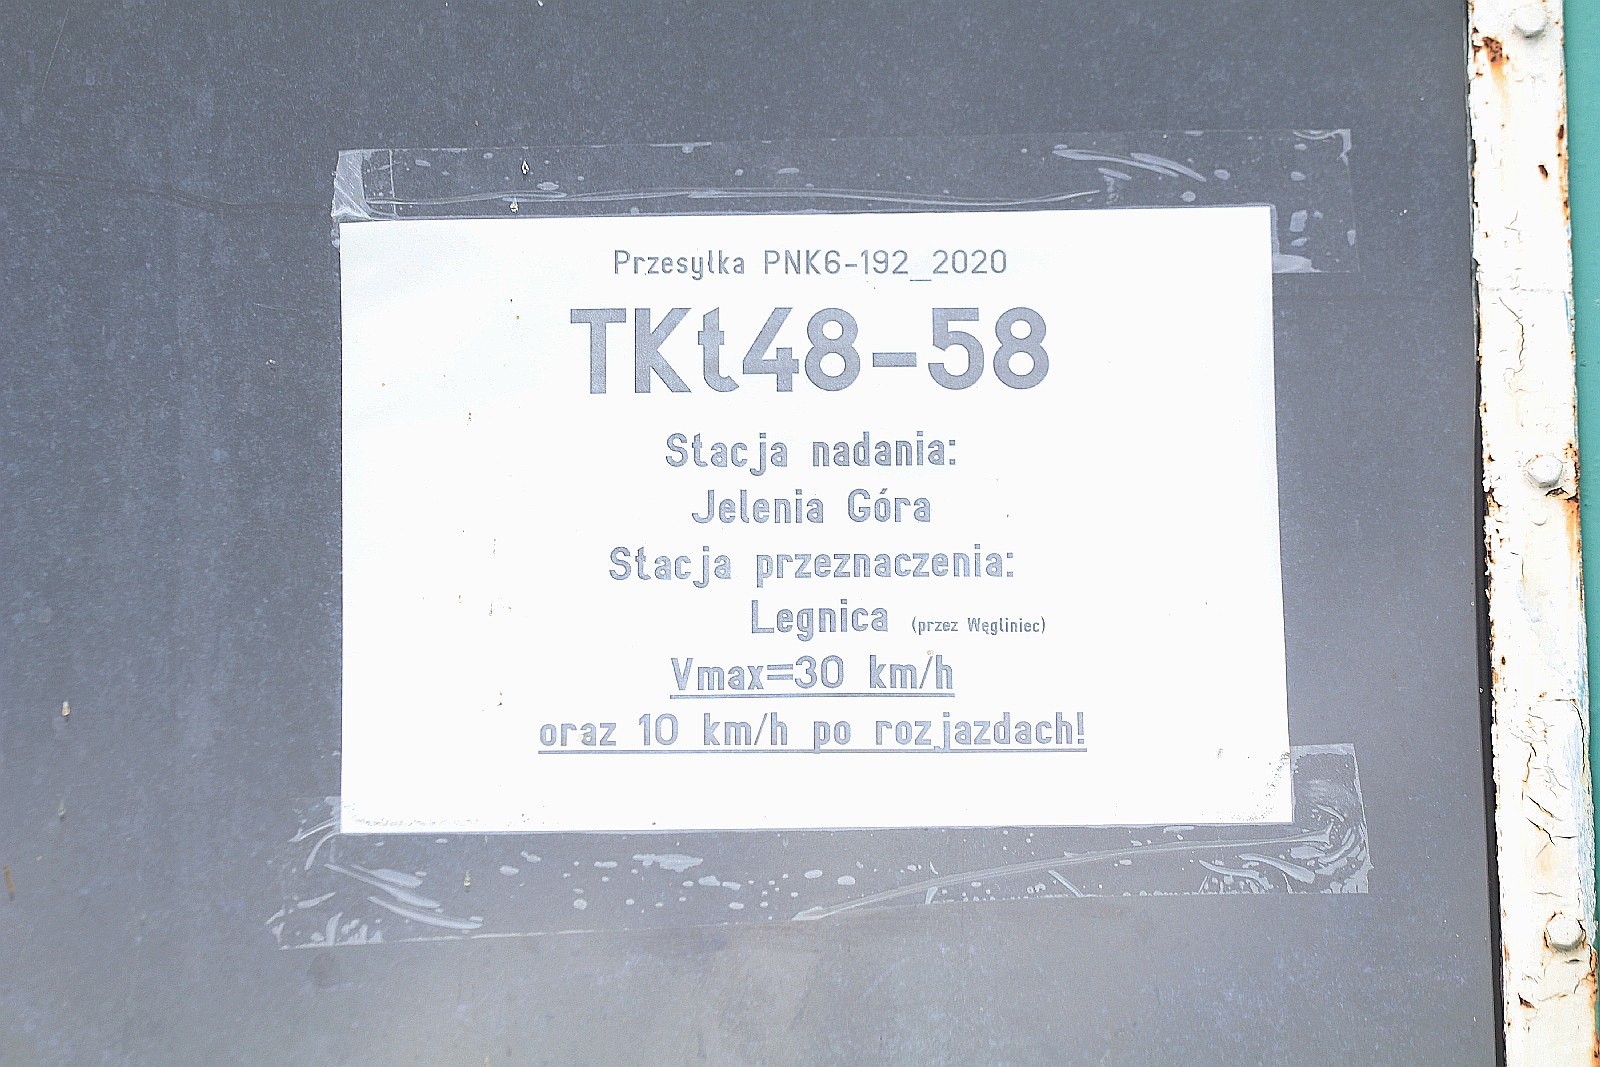 Przesyłka PNK6-192_2020
TKt48-58
Stacja nadania:
Jelenia Góra
Stacja przeznaczenia:
Legnica (przez Węgliniec)
Vmax=30 km/h
oraz 10 km/h po rozjazdach!